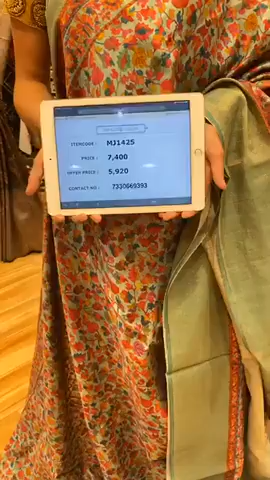 ITEMCODE : MJ1425
PRICE : 7,400
OFFER PRICE : 5,920
CONTACT NO : 7330669393